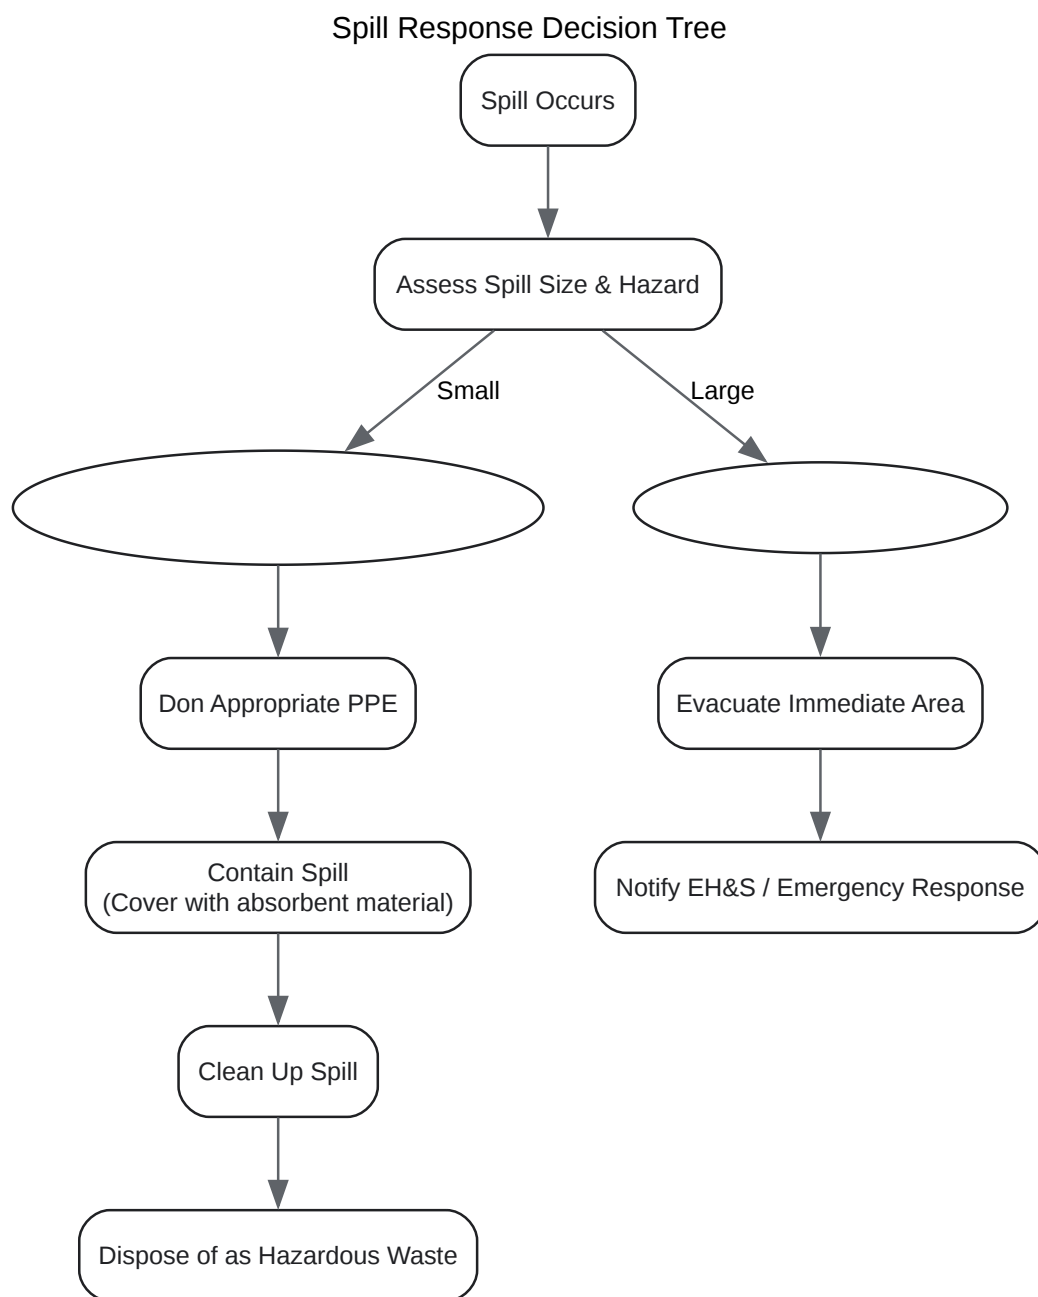 Spill Response Decision Tree
Spill Occurs
Assess Spill Size & Hazard
Small
Large
Don Appropriate PPE
Evacuate Immediate Area
Contain Spill
(Cover with absorbent material)
Notify EH&S / Emergency Response
Clean Up Spill
Dispose of as Hazardous Waste